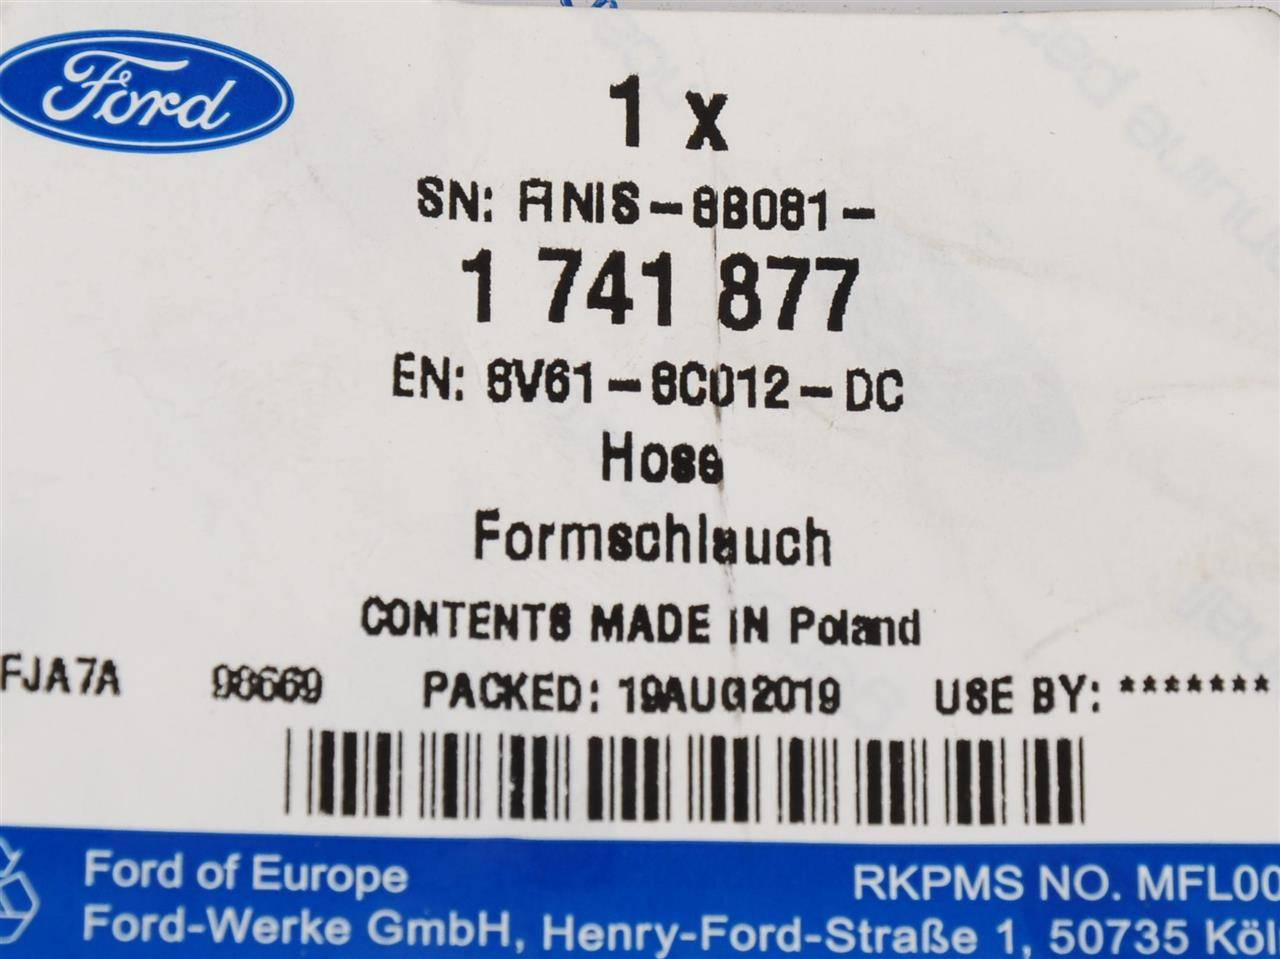 Ford
1 x
SN: FINIS-8B081-
1 741 877
EN: 8V61-8C012-DC
Hose
Formschlauch
CONTENTS MADE IN Poland
FJA7A 98669 PACKED: 19AUG2019 USE BY: *******
Ford of Europe RKPMS NO. MFL00
Ford-Werke GmbH, Henry-Ford-Straße 1, 50735 Köl